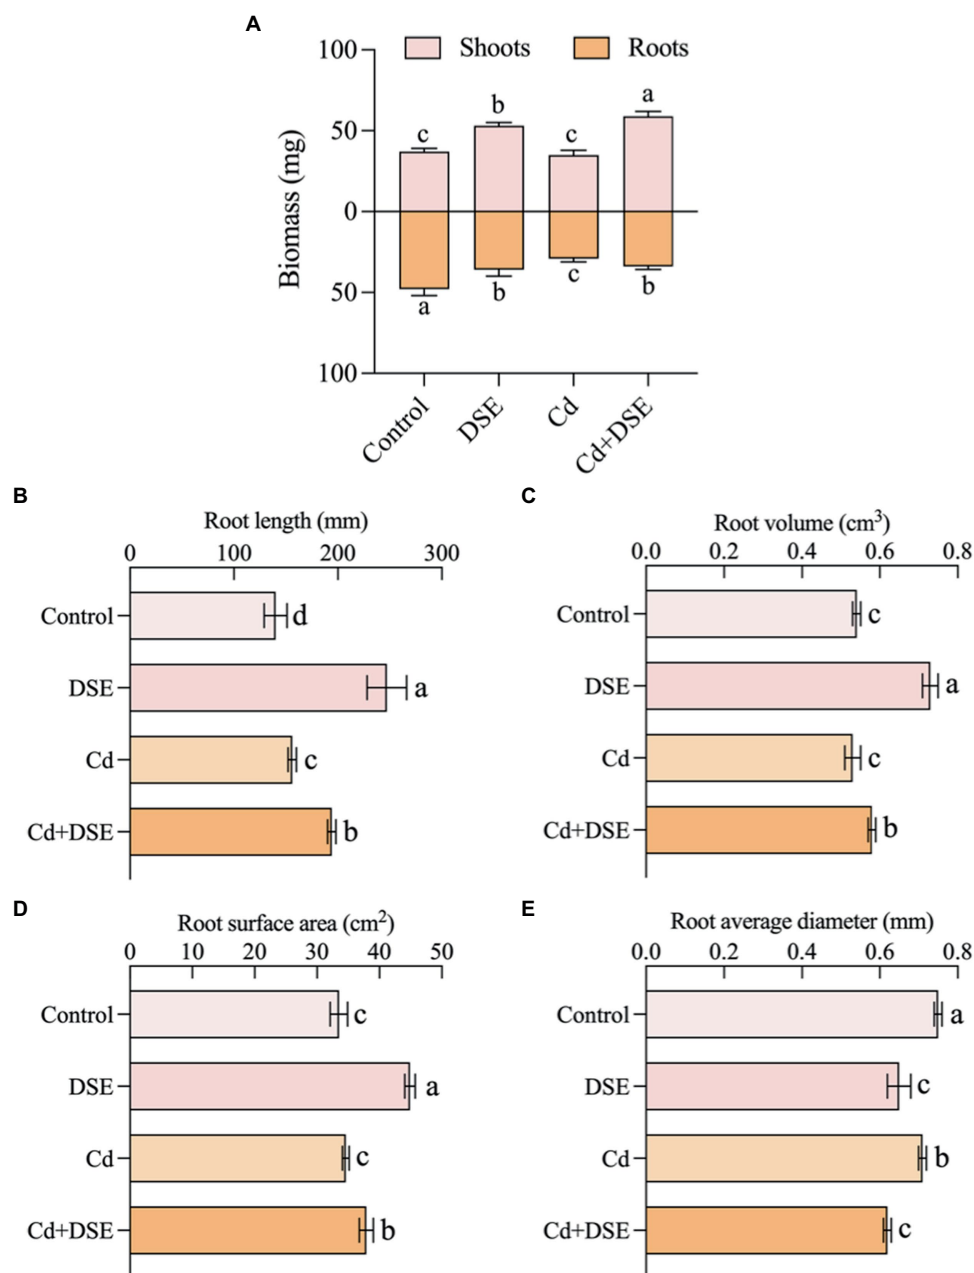 A
Shoots Roots
Biomass (mg)
100
50
0
50
100
c b c a
a b c b
Control DSE Cd Cd+DSE
B
Root length (mm)
0 100 200 300
Control d
DSE a
Cd c
Cd+DSE b
C
Root volume (cm³)
0.0 0.2 0.4 0.6 0.8
Control c
DSE a
Cd c
Cd+DSE b
D
Root surface area (cm²)
0 10 20 30 40 50
Control c
DSE a
Cd c
Cd+DSE b
E
Root average diameter (mm)
0.0 0.2 0.4 0.6 0.8
Control a
DSE c
Cd b
Cd+DSE c